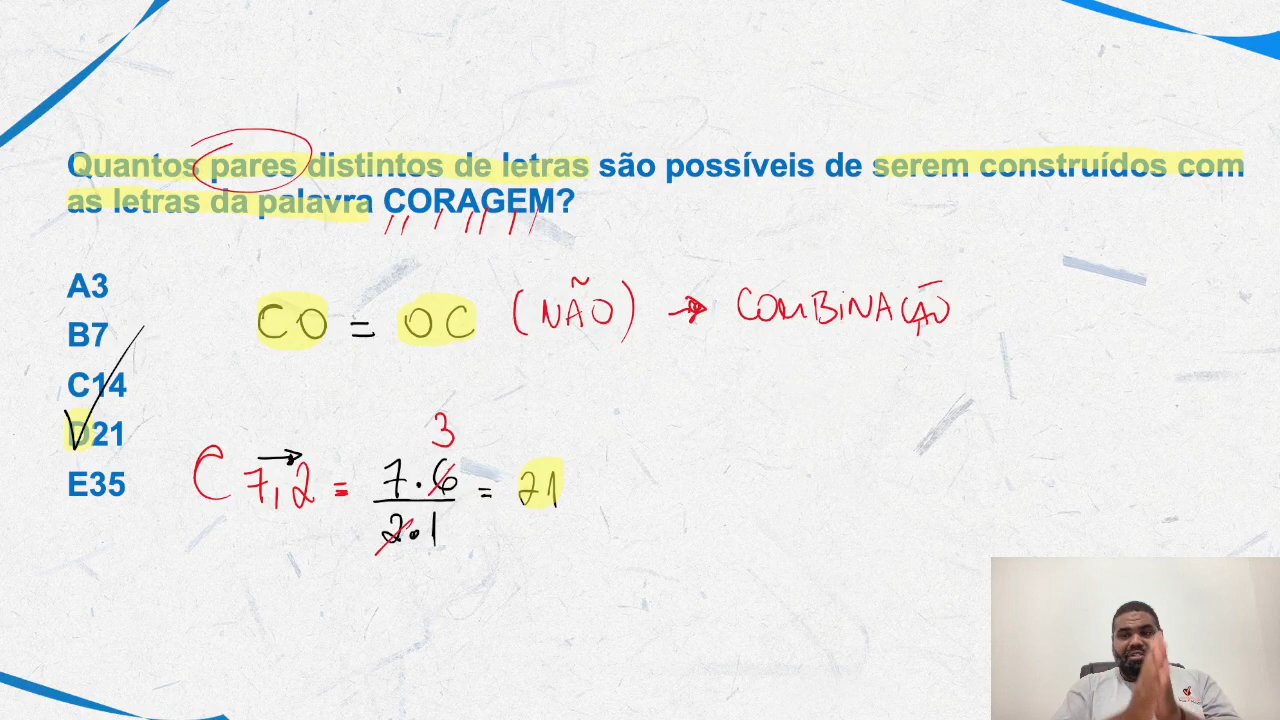 Quantos pares distintos de letras são possíveis de serem construídos com
as letras da palavra CORAGEM?
A3
B7
C14
D21
E35
CO = OC (NÃO) → COMBINAÇÃO
C 7,2 = 7.6 = 21
3
2.1